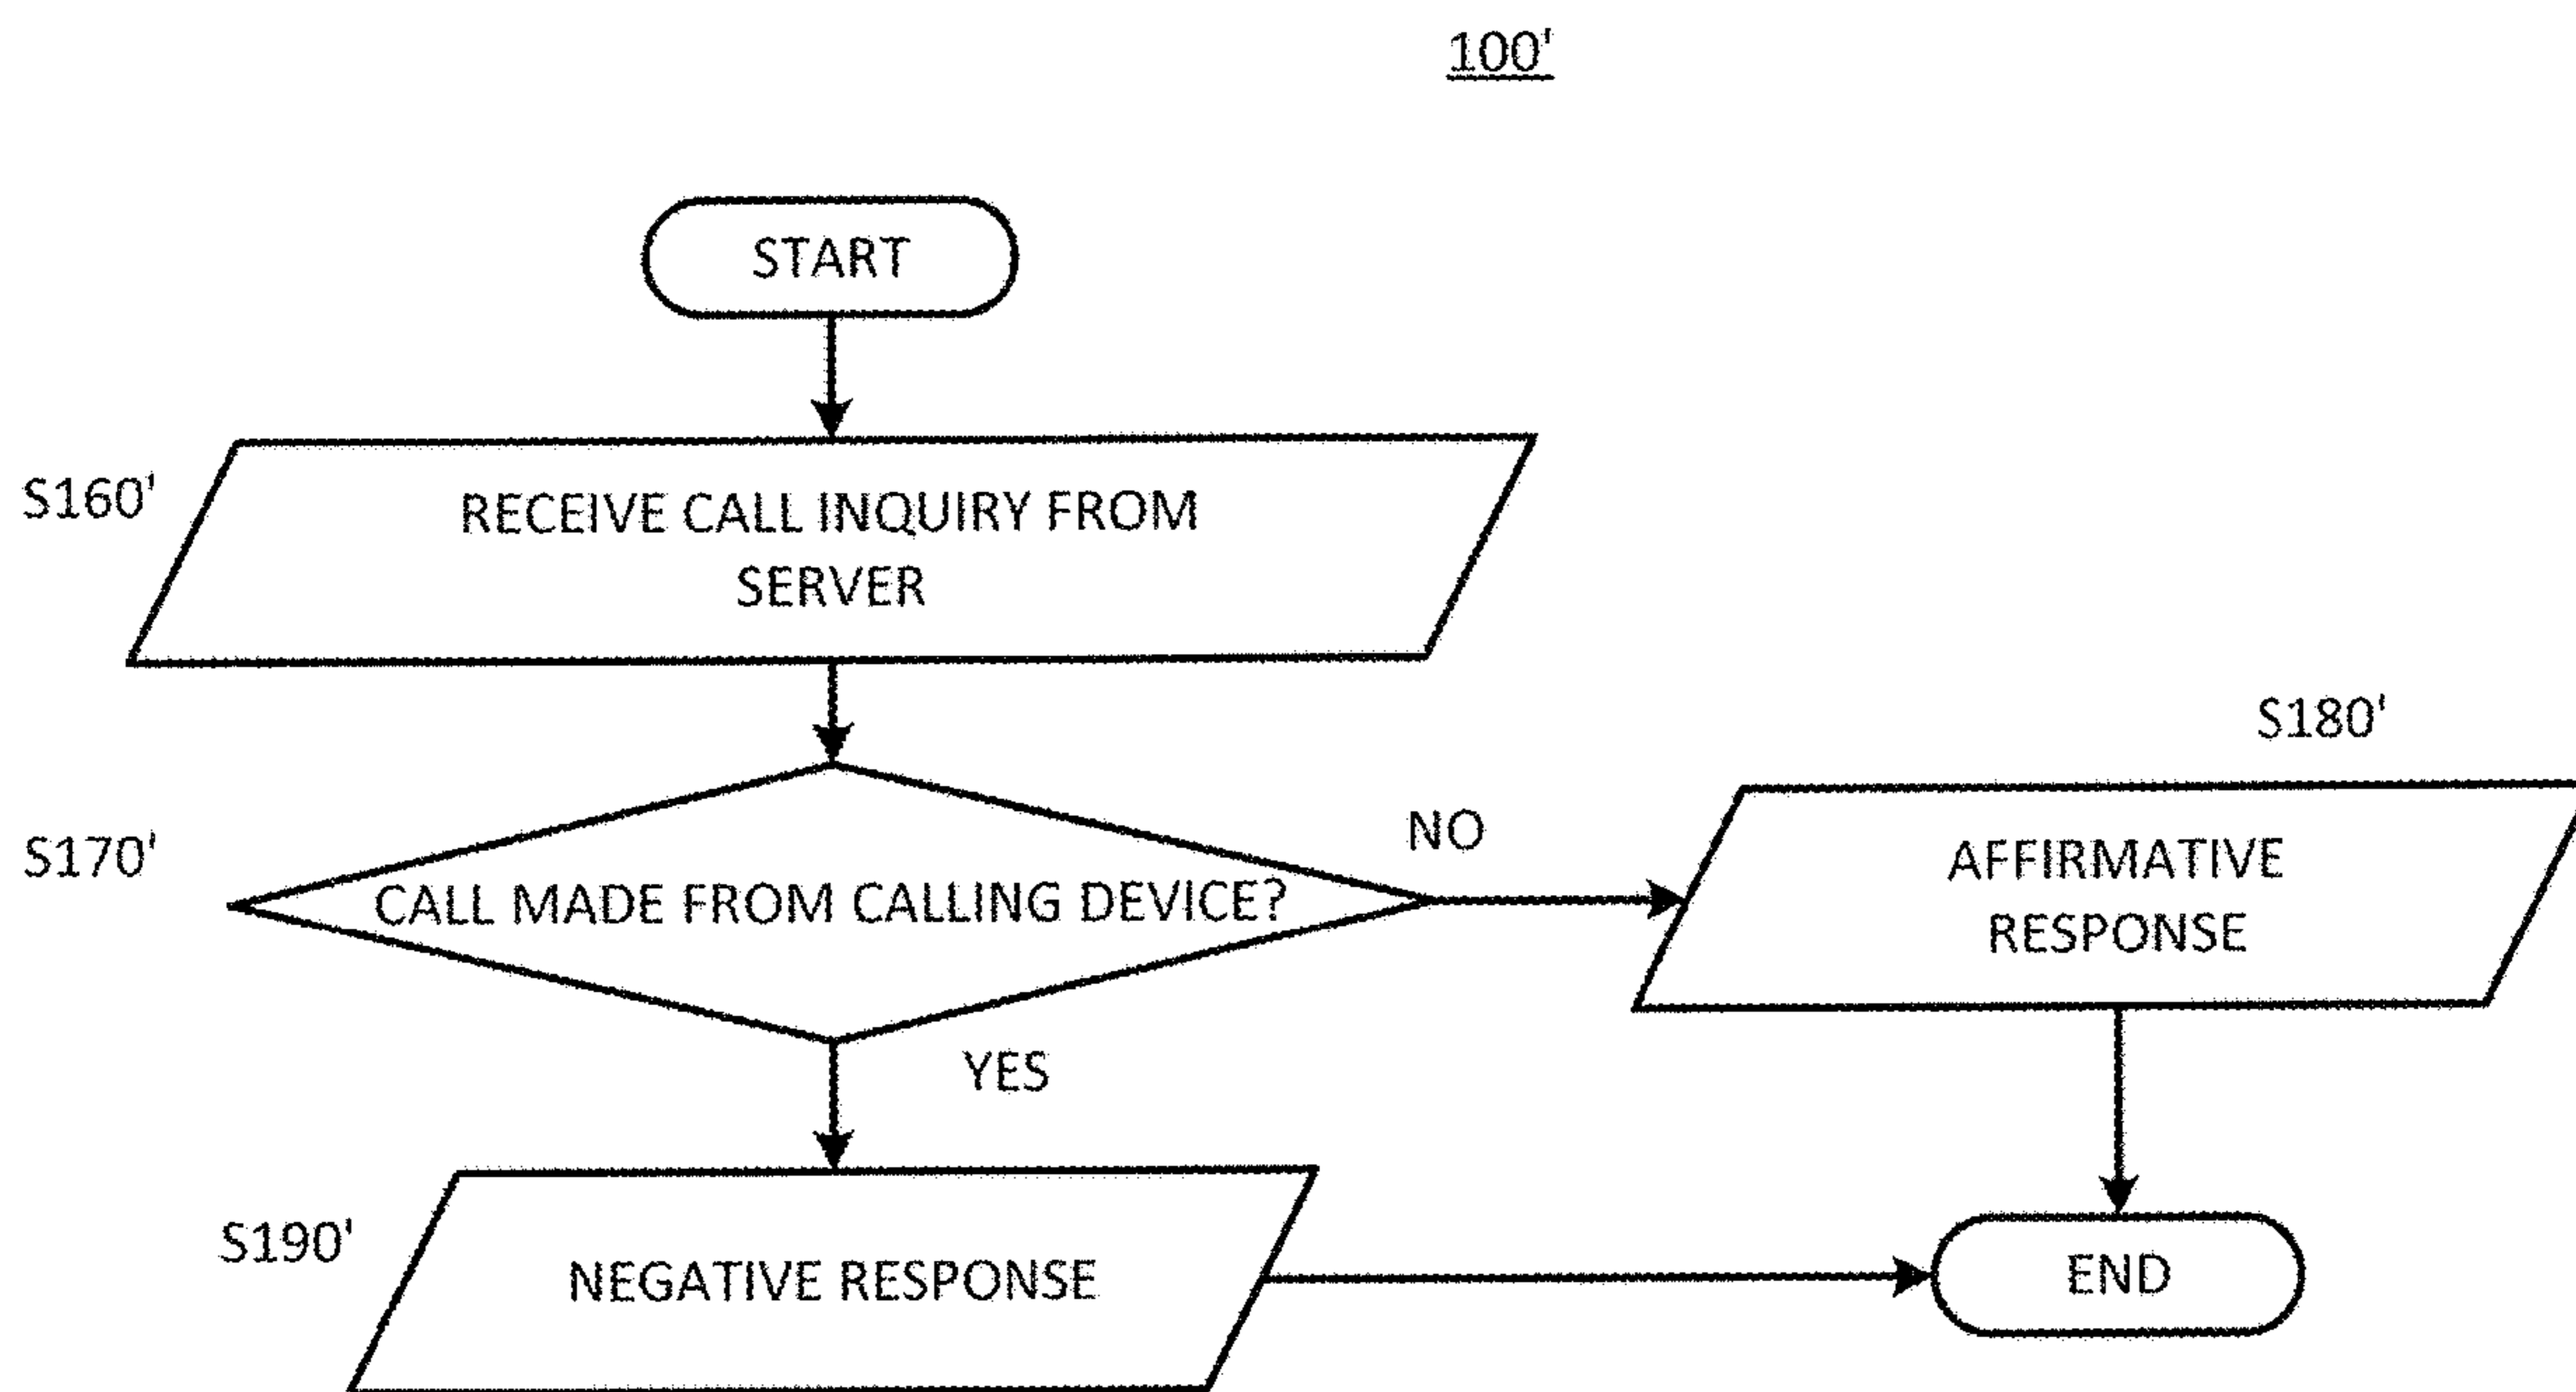 100'
START
S160'
RECEIVE CALL INQUIRY FROM
SERVER
S170'
CALL MADE FROM CALLING DEVICE?
NO
S180'
AFFIRMATIVE
RESPONSE
YES
S190'
NEGATIVE RESPONSE
END